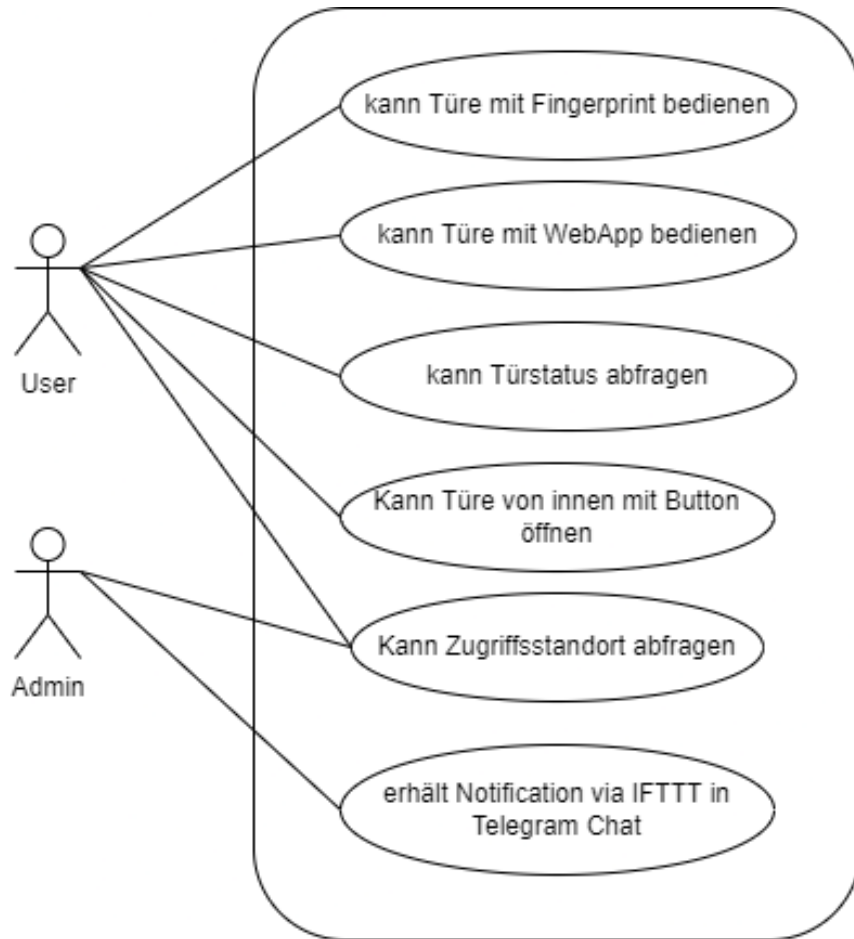 kann Türe mit Fingerprint bedienen
kann Türe mit WebApp bedienen
kann Türstatus abfragen
User
Kann Türe von innen mit Button
öffnen
Kann Zugriffsstandort abfragen
Admin
erhält Notification via IFTTT in
Telegram Chat